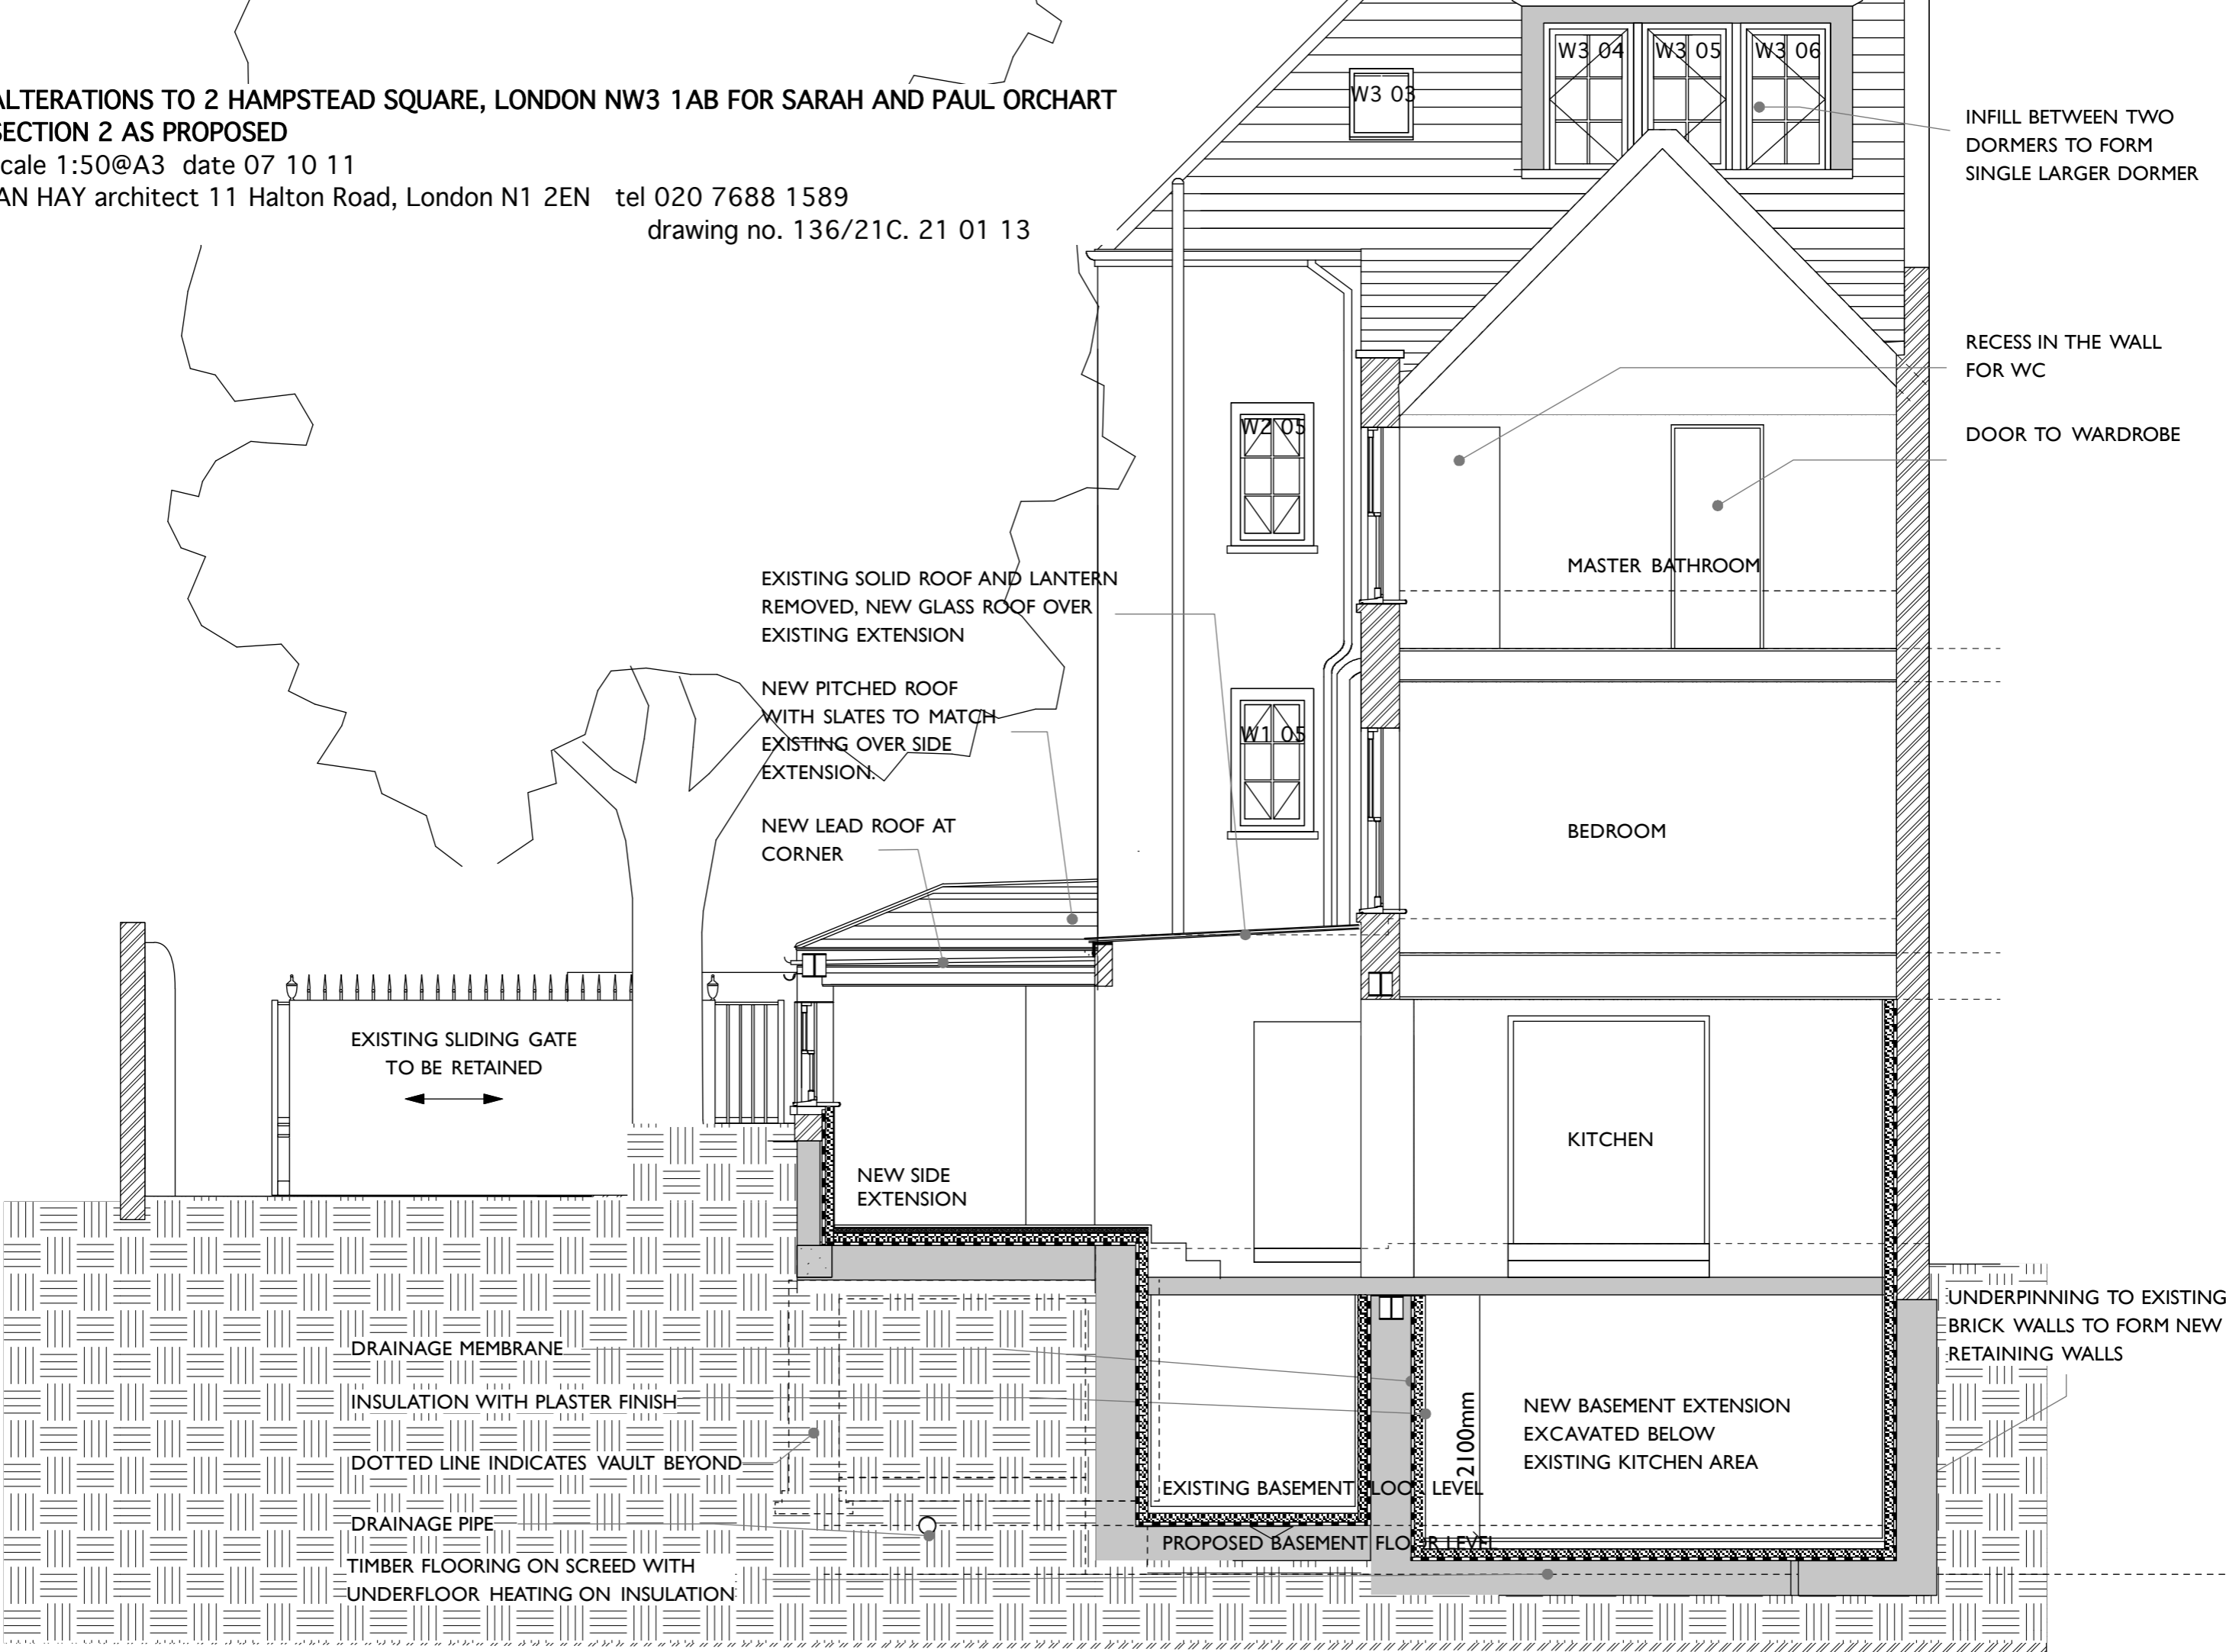 ALTERATIONS TO 2 HAMPSTEAD SQUARE, LONDON NW3 1AB FOR SARAH AND PAUL ORCHART
SECTION 2 AS PROPOSED
cale 1:50@A3 date 07 10 11
AN HAY architect 11 Halton Road, London N1 2EN tel 020 7688 1589
drawing no. 136/21C. 21 01 13
W3 04
W3 05
W3 06
W3 03
INFILL BETWEEN TWO
DORMERS TO FORM
SINGLE LARGER DORMER
RECESS IN THE WALL
FOR WC
DOOR TO WARDROBE
W2 05
MASTER BATHROOM
EXISTING SOLID ROOF AND LANTERN
REMOVED, NEW GLASS ROOF OVER
EXISTING EXTENSION
NEW PITCHED ROOF
WITH SLATES TO MATCH
EXISTING OVER SIDE
EXTENSION.
W1 05
NEW LEAD ROOF AT
CORNER
BEDROOM
EXISTING SLIDING GATE
TO BE RETAINED
KITCHEN
NEW SIDE
EXTENSION
UNDERPINNING TO EXISTING
BRICK WALLS TO FORM NEW
RETAINING WALLS
DRAINAGE MEMBRANE
INSULATION WITH PLASTER FINISH
DOTTED LINE INDICATES VAULT BEYOND
DRAINAGE PIPE
TIMBER FLOORING ON SCREED WITH
UNDERFLOOR HEATING ON INSULATION
2100mm
NEW BASEMENT EXTENSION
EXCAVATED BELOW
EXISTING KITCHEN AREA
EXISTING BASEMENT FLOOR LEVEL
PROPOSED BASEMENT FLOOR LEVEL